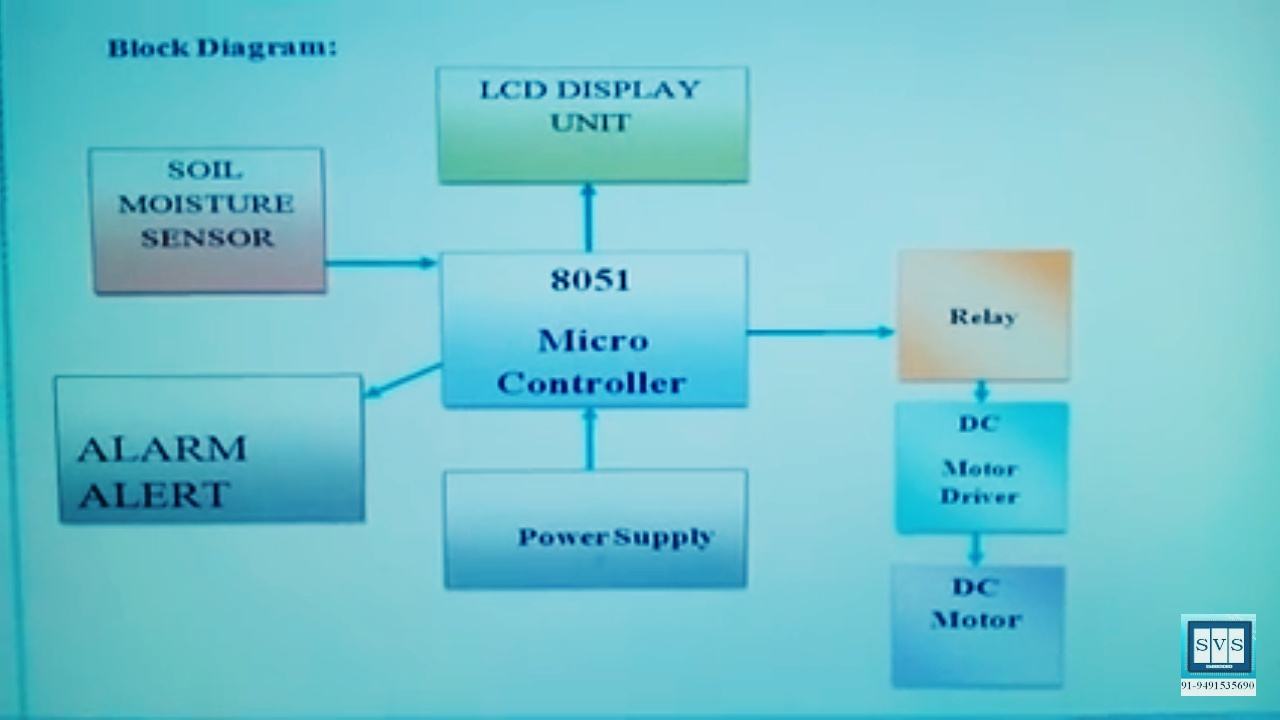 Block Diagram:
LCD DISPLAY
UNIT
SOIL
MOISTURE
SENSOR
8051
Micro
Controller
Relay
ALARM
ALERT
DC
Motor
Driver
Power Supply
DC
Motor
SVS
91-9491535690